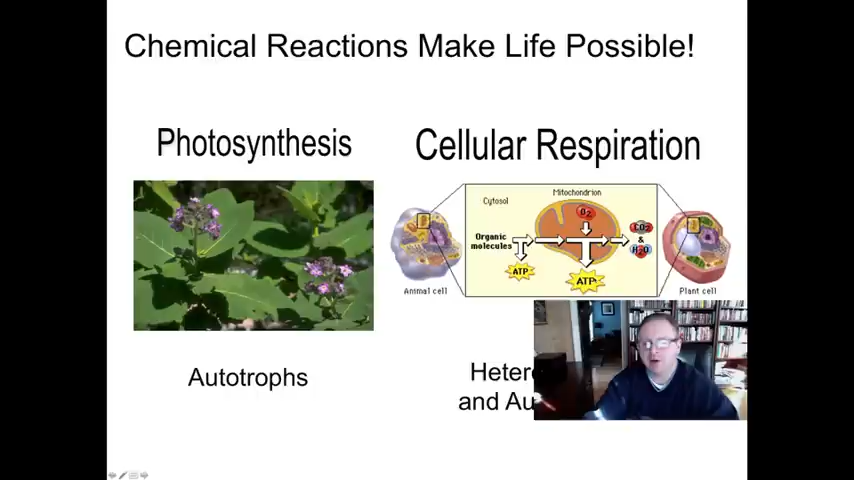 Chemical Reactions Make Life Possible!
Photosynthesis
Cellular Respiration
Mitochondrion
Cytosol
O2
Organic
molecules
CO2
&
H2O
ATP
ATP
Animal cell
Plant cell
Autotrophs
and